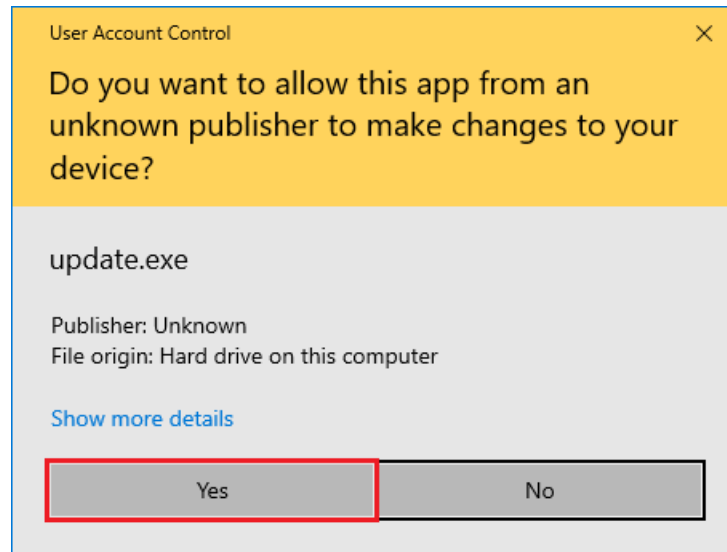 User Account Control
Do you want to allow this app from an
unknown publisher to make changes to your
device?
update.exe
Publisher: Unknown
File origin: Hard drive on this computer
Show more details
Yes
No